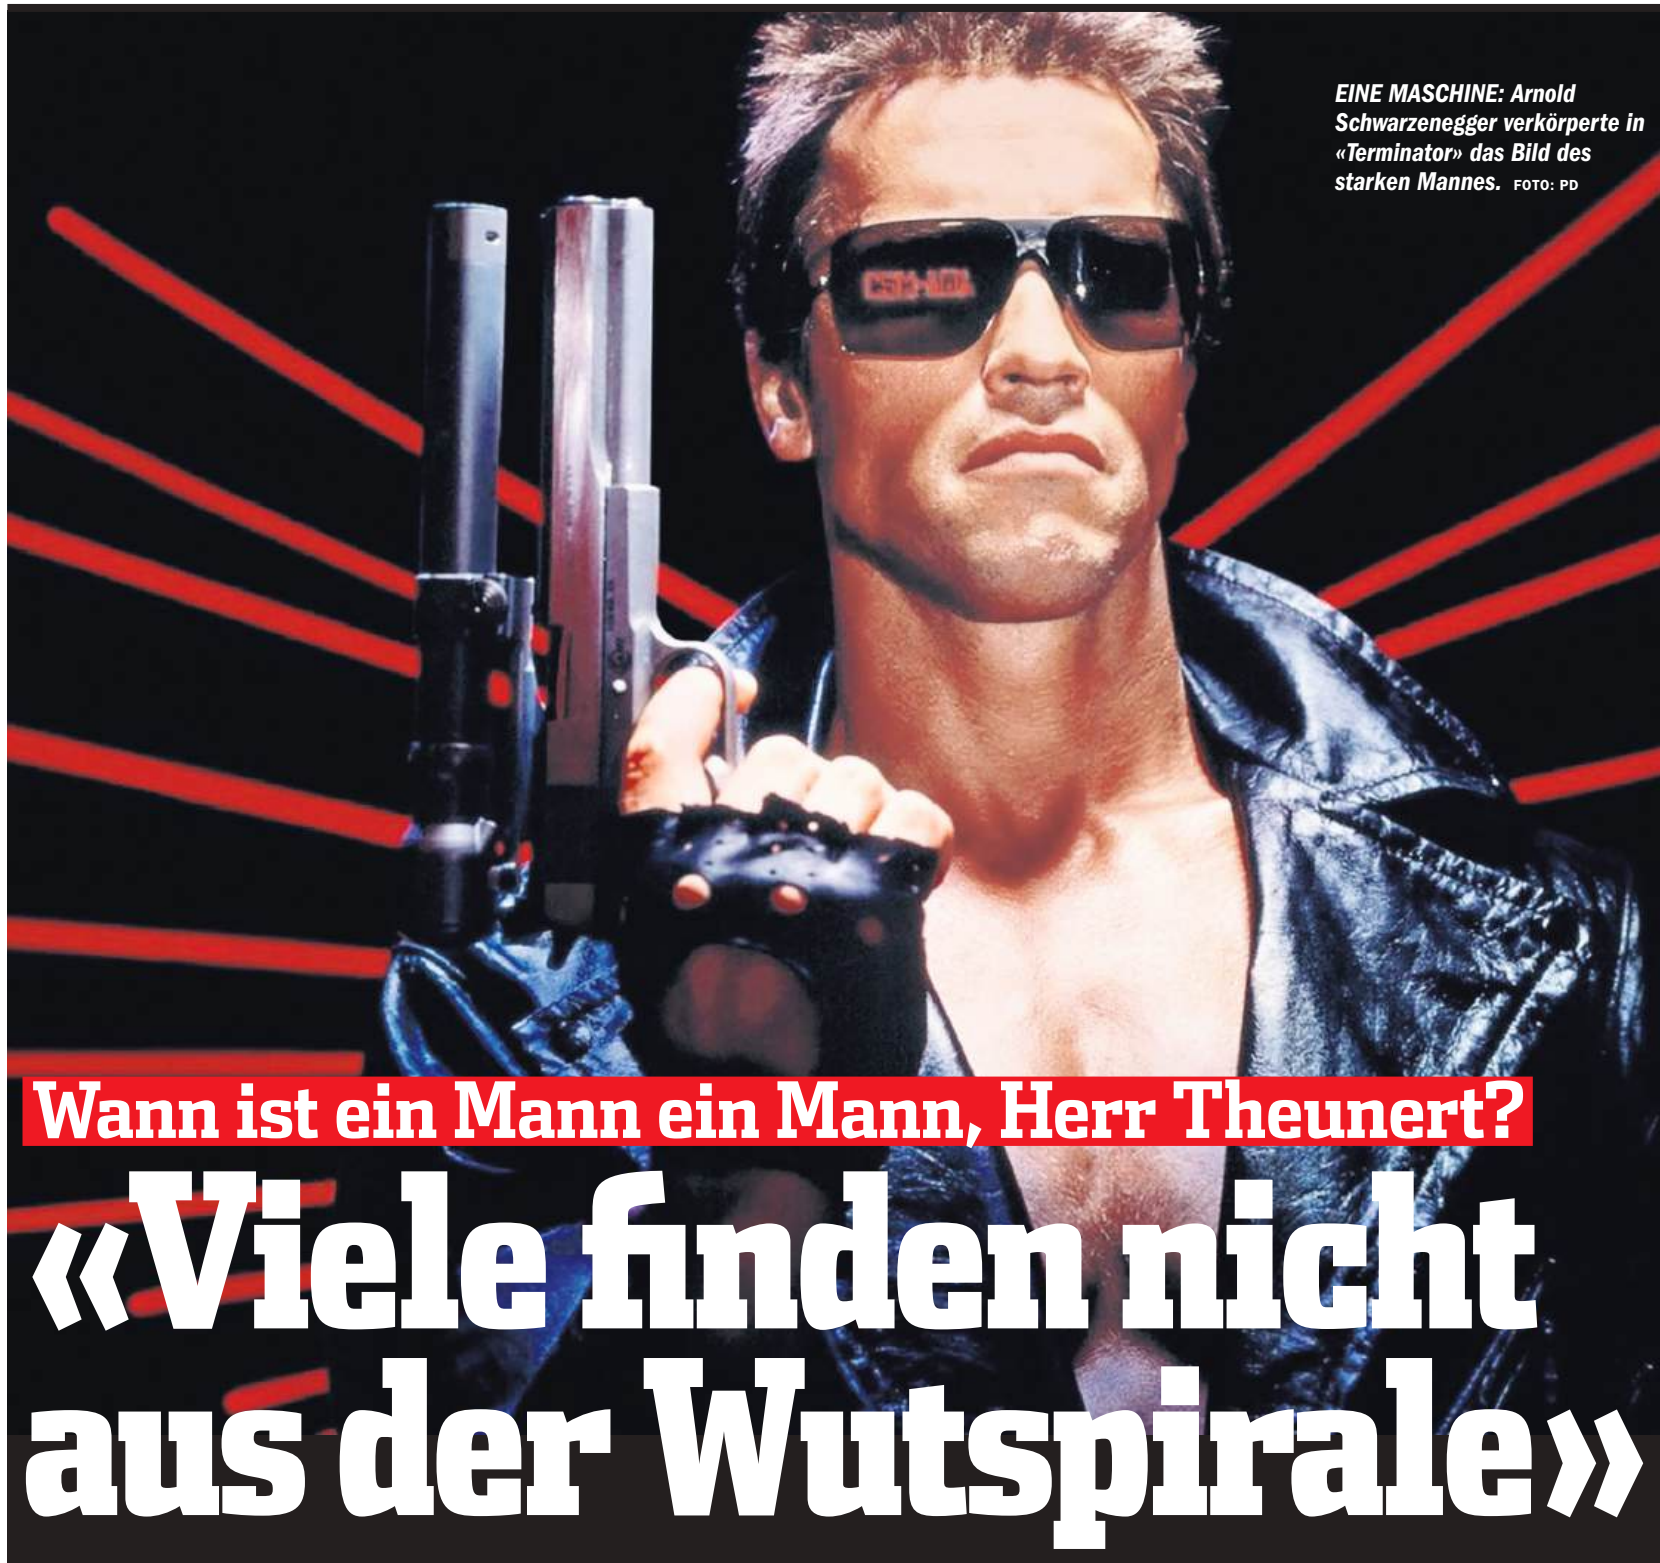 EINE MASCHINE: Arnold
Schwarzenegger verkörperte in
«Terminator» das Bild des
starken Mannes. FOTO: PD
Wann ist ein Mann ein Mann, Herr Theunert?
«Viele finden nicht
aus der Wutspirale»